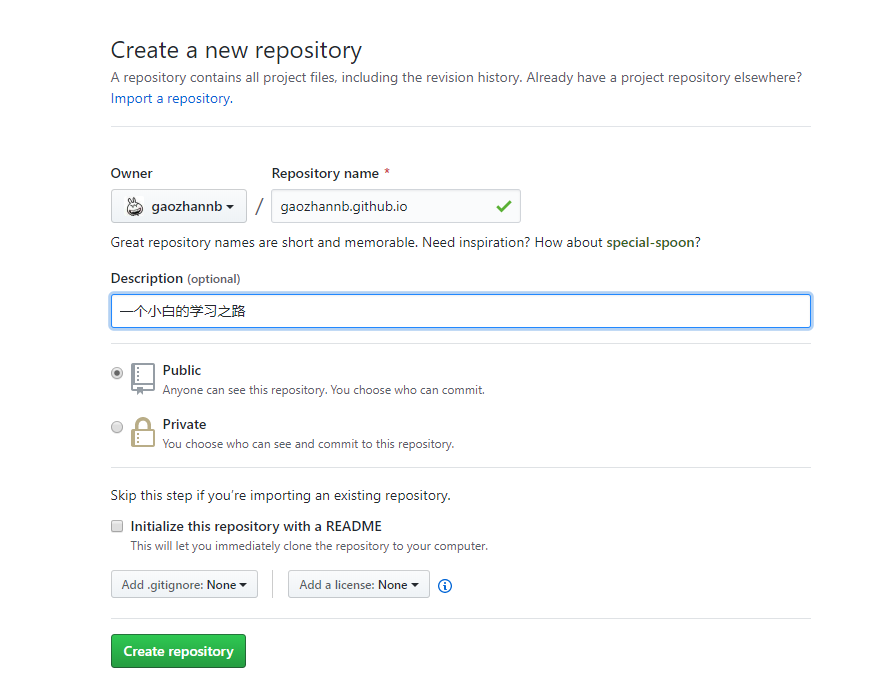 Create a new repository
A repository contains all project files, including the revision history. Already have a project repository elsewhere?
Import a repository.
Owner
Repository name *
gaozhannb
/
gaozhannb.github.io
Great repository names are short and memorable. Need inspiration? How about special-spoon?
Description (optional)
一个小白的学习之路
Public
Anyone can see this repository. You choose who can commit.
Private
You choose who can see and commit to this repository.
Skip this step if you’re importing an existing repository.
Initialize this repository with a README
This will let you immediately clone the repository to your computer.
Add .gitignore: None
Add a license: None
Create repository